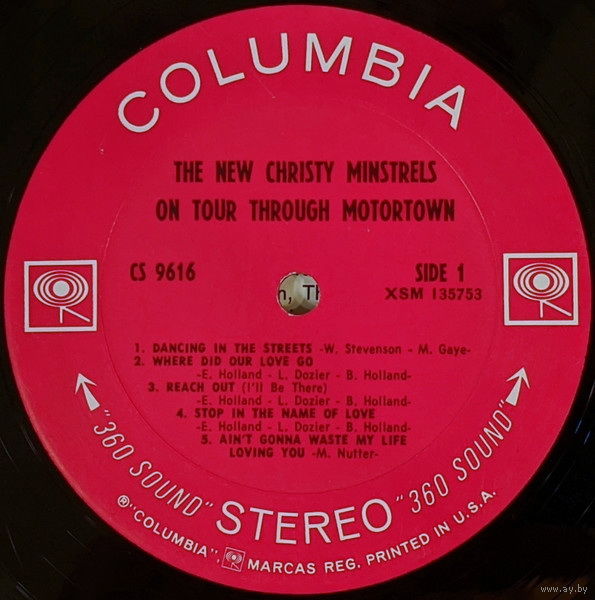 COLUMBIA
THE NEW CHRISTY MINSTRELS
ON TOUR THROUGH MOTORTOWN
CS 9616
SIDE 1
XSM 135753
n, Th
1. DANCING IN THE STREETS -W. Stevenson - M. Gaye-
2. WHERE DID OUR LOVE GO
-E. Holland - L. Dozier - B. Holland-
3. REACH OUT (I'll Be There)
-E. Holland - L. Dozier - B. Holland-
4. STOP IN THE NAME OF LOVE
-E. Holland - L. Dozier - B. Holland-
5. AIN'T GONNA WASTE MY LIFE
LOVING YOU -M. Nutter-
"360 SOUND" STEREO "360 SOUND"
®"COLUMBIA", MARCAS REG. PRINTED IN U.S.A.
www.ay.by